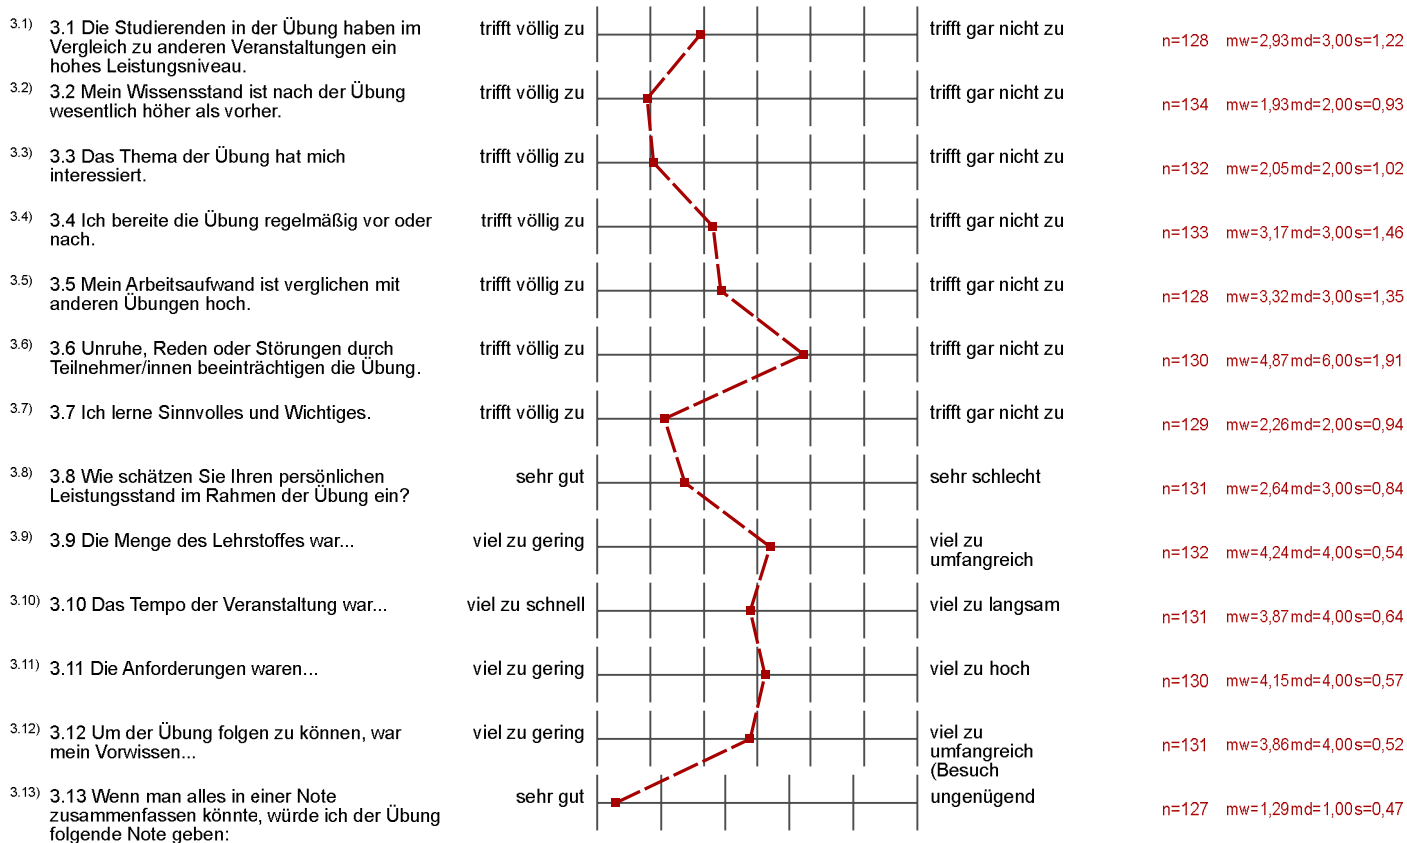 3.1) 3.1 Die Studierenden in der Übung haben im trifft völlig zu trifft gar nicht zu
Vergleich zu anderen Veranstaltungen ein n=128 mw=2,93 md=3,00 s=1,22
hohes Leistungsniveau.
3.2) 3.2 Mein Wissensstand ist nach der Übung trifft völlig zu trifft gar nicht zu
wesentlich höher als vorher. n=134 mw=1,93 md=2,00 s=0,93
3.3) 3.3 Das Thema der Übung hat mich trifft völlig zu trifft gar nicht zu
interessiert. n=132 mw=2,05 md=2,00 s=1,02
3.4) 3.4 Ich bereite die Übung regelmäßig vor oder trifft völlig zu trifft gar nicht zu
nach. n=133 mw=3,17 md=3,00 s=1,46
3.5) 3.5 Mein Arbeitsaufwand ist verglichen mit trifft völlig zu trifft gar nicht zu
anderen Übungen hoch. n=128 mw=3,32 md=3,00 s=1,35
3.6) 3.6 Unruhe, Reden oder Störungen durch trifft völlig zu trifft gar nicht zu
Teilnehmer/innen beeinträchtigen die Übung. n=130 mw=4,87 md=6,00 s=1,91
3.7) 3.7 Ich lerne Sinnvolles und Wichtiges. trifft völlig zu trifft gar nicht zu
n=129 mw=2,26 md=2,00 s=0,94
3.8) 3.8 Wie schätzen Sie Ihren persönlichen sehr gut sehr schlecht
Leistungsstand im Rahmen der Übung ein? n=131 mw=2,64 md=3,00 s=0,84
3.9) 3.9 Die Menge des Lehrstoffes war... viel zu gering viel zu
umfangreich n=132 mw=4,24 md=4,00 s=0,54
3.10) 3.10 Das Tempo der Veranstaltung war... viel zu schnell viel zu langsam
n=131 mw=3,87 md=4,00 s=0,64
3.11) 3.11 Die Anforderungen waren... viel zu gering viel zu hoch
n=130 mw=4,15 md=4,00 s=0,57
3.12) 3.12 Um der Übung folgen zu können, war viel zu gering viel zu
mein Vorwissen... umfangreich n=131 mw=3,86 md=4,00 s=0,52
(Besuch
3.13) 3.13 Wenn man alles in einer Note sehr gut ungenügend
zusammenfassen könnte, würde ich der Übung n=127 mw=1,29 md=1,00 s=0,47
folgende Note geben: